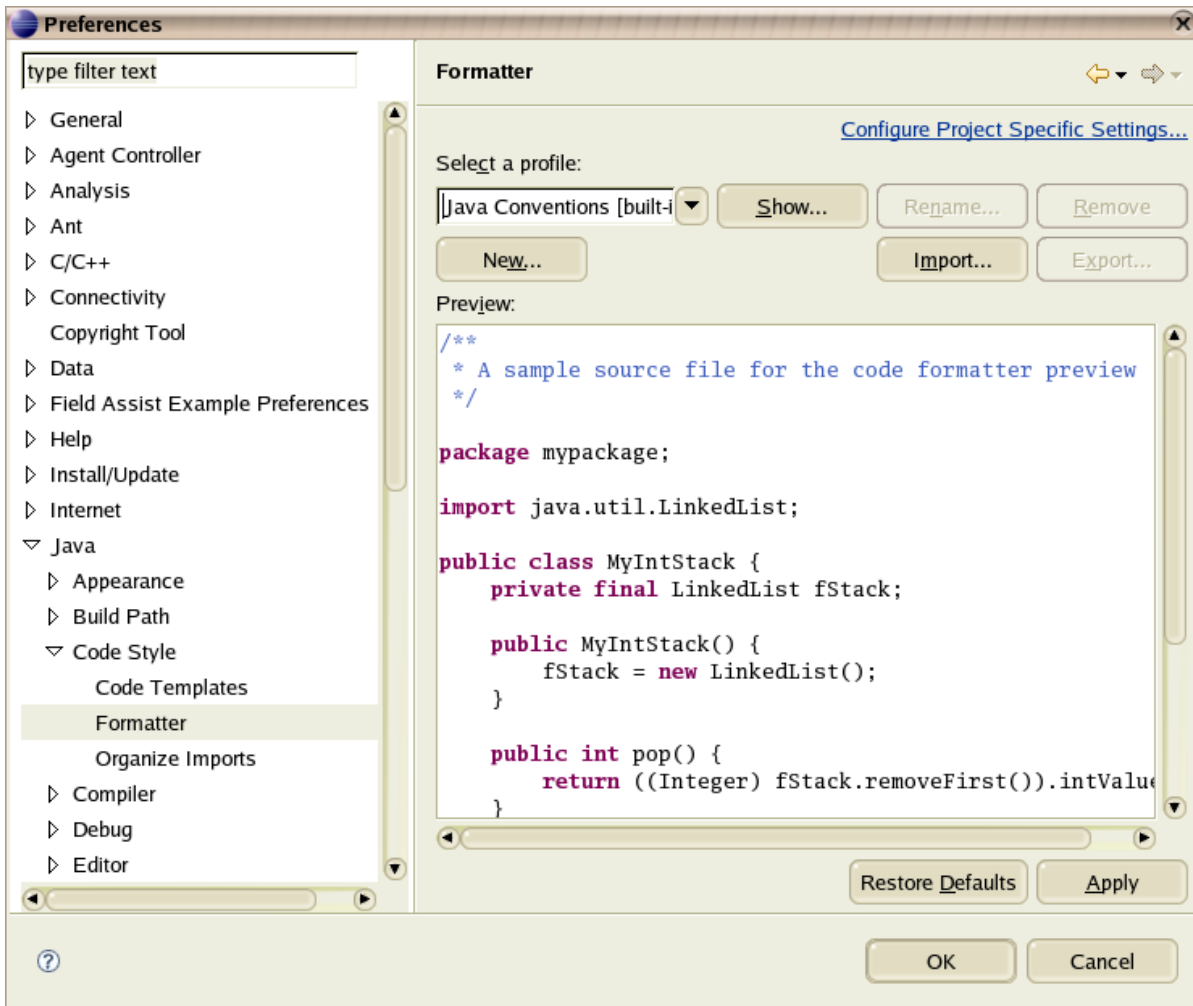 Preferences
type filter text
General
Agent Controller
Analysis
Ant
C/C++
Connectivity
Copyright Tool
Data
Field Assist Example Preferences
Help
Install/Update
Internet
Java
Appearance
Build Path
Code Style
Code Templates
Formatter
Organize Imports
Compiler
Debug
Editor
Formatter
Configure Project Specific Settings...
Select a profile:
Java Conventions [built-i
Show...
Rename...
Remove
New...
Import...
Export...
Preview:
/**
 * A sample source file for the code formatter preview
 */
package mypackage;
import java.util.LinkedList;
public class MyIntStack {
    private final LinkedList fStack;
    public MyIntStack() {
        fStack = new LinkedList();
    }
    public int pop() {
        return ((Integer) fStack.removeFirst()).intValue
    }
Restore Defaults
Apply
?
OK
Cancel